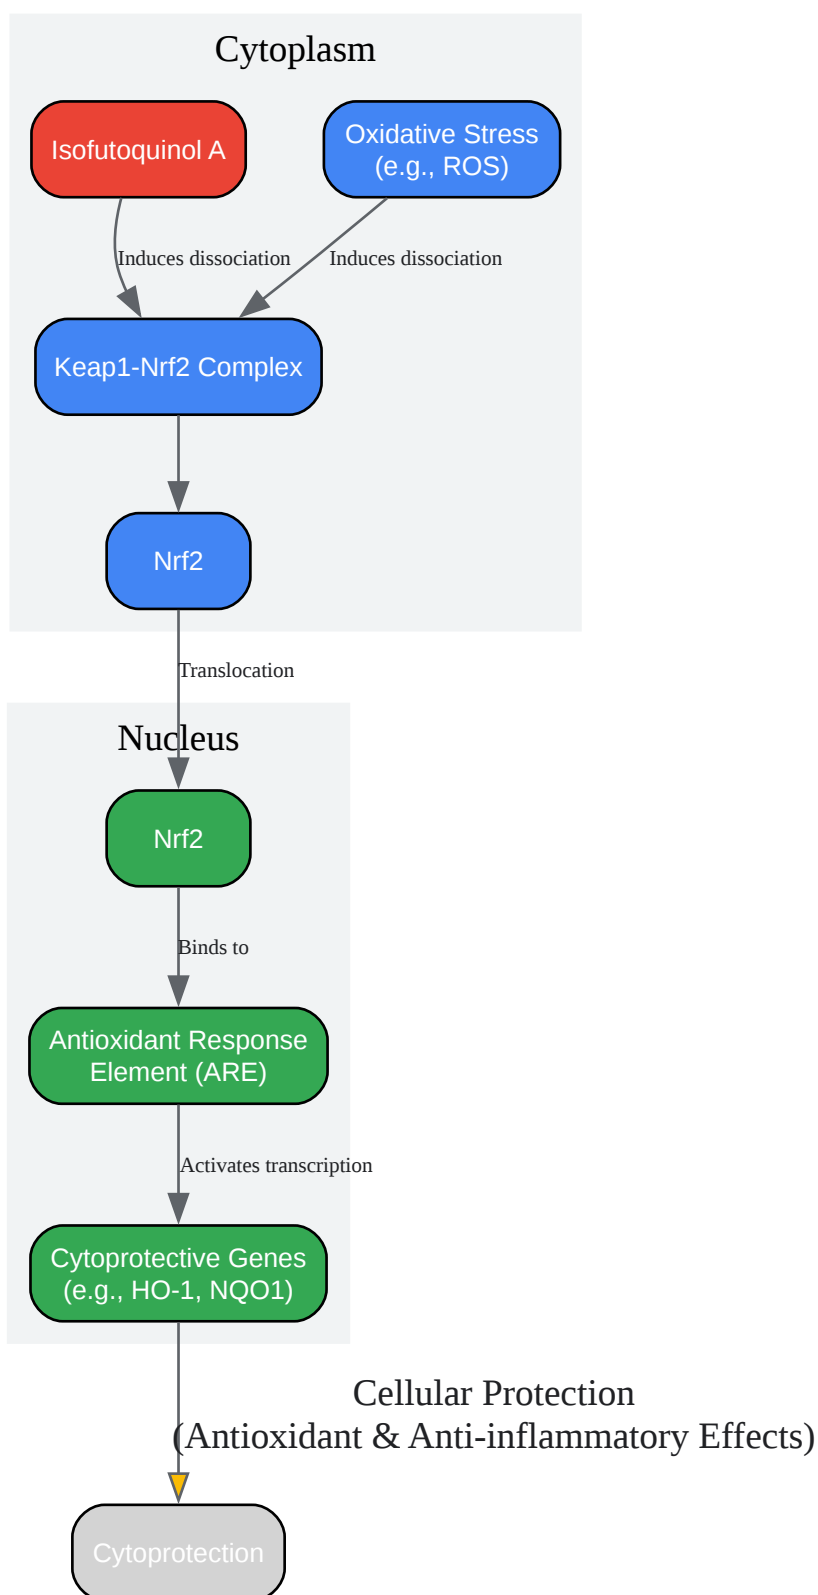 Cytoplasm
Isofutoquinol A
Oxidative Stress
(e.g., ROS)
Induces dissociation
Induces dissociation
Keap1-Nrf2 Complex
Nrf2
Translocation
Nucleus
Nrf2
Binds to
Antioxidant Response
Element (ARE)
Activates transcription
Cytoprotective Genes
(e.g., HO-1, NQO1)
Cellular Protection
(Antioxidant & Anti-inflammatory Effects)
Cytoprotection